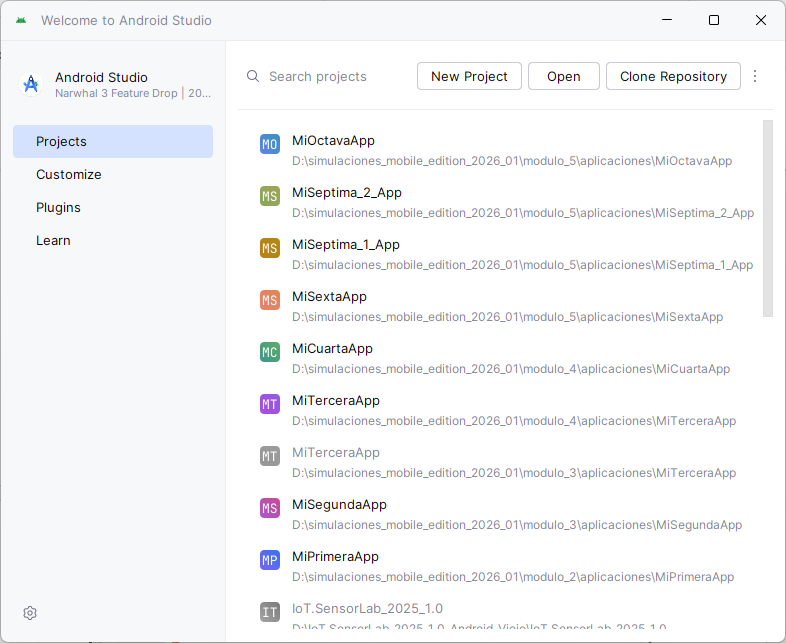 Welcome to Android Studio
Android Studio
Narwhal 3 Feature Drop | 20...
Projects
Customize
Plugins
Learn
Search projects
New Project
Open
Clone Repository
MO
MiOctavaApp
D:\simulaciones_mobile_edition_2026_01\modulo_5\aplicaciones\MiOctavaApp
MS
MiSeptima_2_App
D:\simulaciones_mobile_edition_2026_01\modulo_5\aplicaciones\MiSeptima_2_App
MS
MiSeptima_1_App
D:\simulaciones_mobile_edition_2026_01\modulo_5\aplicaciones\MiSeptima_1_App
MS
MiSextaApp
D:\simulaciones_mobile_edition_2026_01\modulo_5\aplicaciones\MiSextaApp
MC
MiCuartaApp
D:\simulaciones_mobile_edition_2026_01\modulo_4\aplicaciones\MiCuartaApp
MT
MiTerceraApp
D:\simulaciones_mobile_edition_2026_01\modulo_4\aplicaciones\MiTerceraApp
MT
MiTerceraApp
D:\simulaciones_mobile_edition_2026_01\modulo_3\aplicaciones\MiTerceraApp
MS
MiSegundaApp
D:\simulaciones_mobile_edition_2026_01\modulo_3\aplicaciones\MiSegundaApp
MP
MiPrimeraApp
D:\simulaciones_mobile_edition_2026_01\modulo_2\aplicaciones\MiPrimeraApp
IT
IoT.SensorLab_2025_1.0
D:\IoT.SensorLab_2025_1.0_Android_Viejo\IoT.SensorLab_2025_1.0